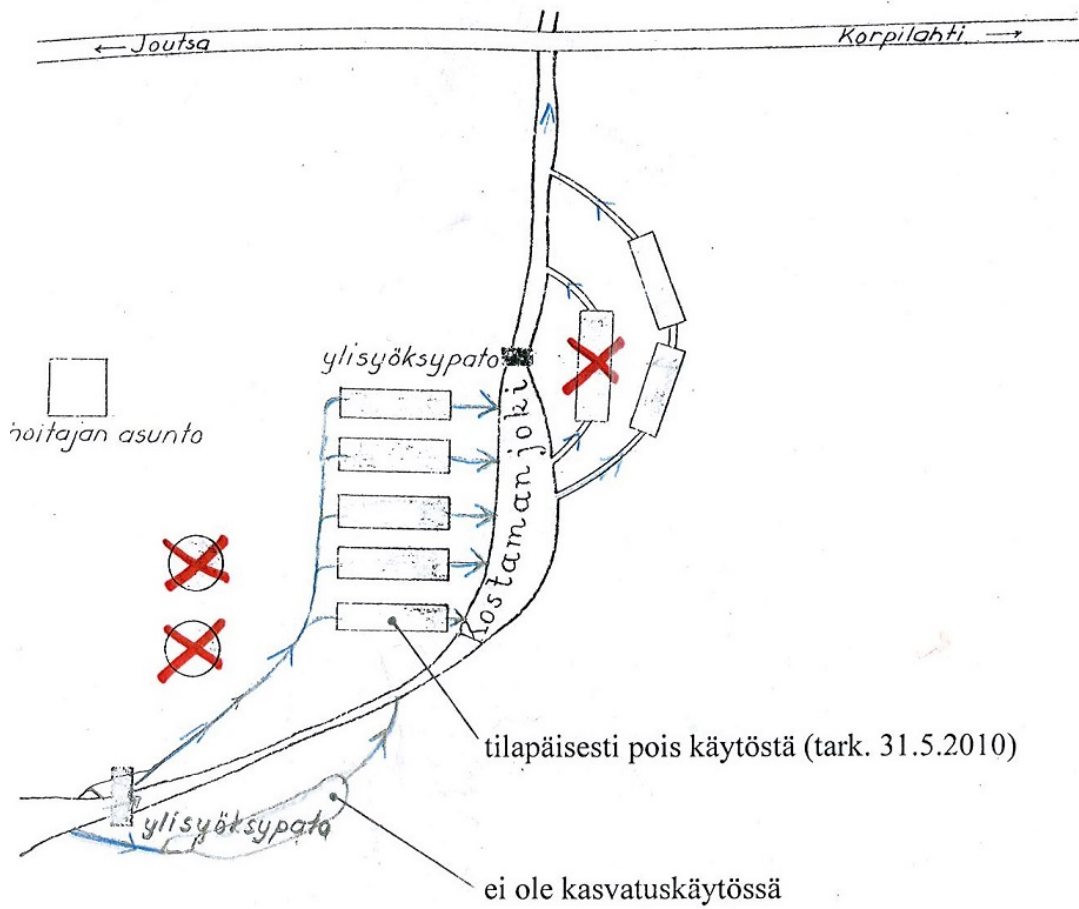 ← Joutsa
Korpilahti →
ylisyöksypato
hoitajan asunto
Rostamanjoki
tilapäisesti pois käytöstä (tark. 31.5.2010)
ylisyöksypato
ei ole kasvatuskäytössä